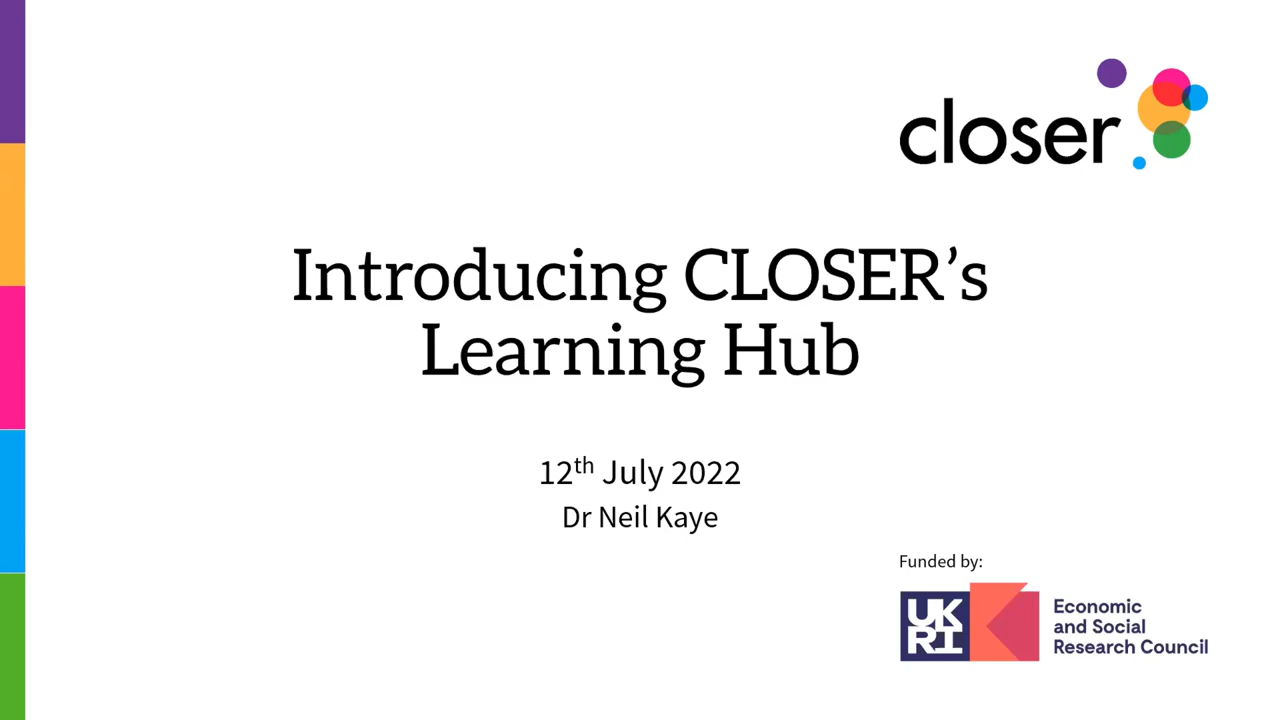 closer
Introducing CLOSER’s
Learning Hub
12th July 2022
Dr Neil Kaye
Funded by:
UK
RI
Economic
and Social
Research Council